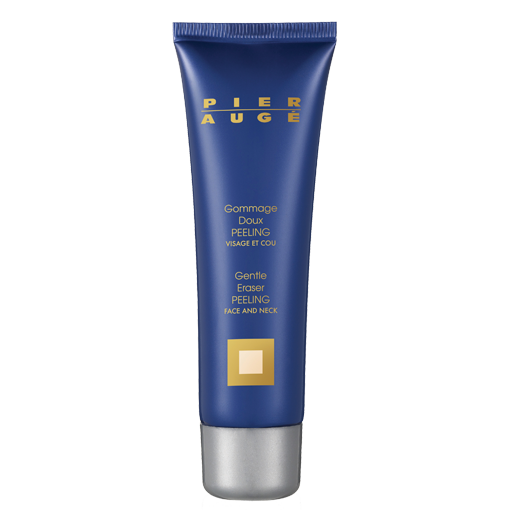 PIER
AUGÉ
Gommage
Doux
PEELING
VISAGE ET COU
Gentle
Eraser
PEELING
FACE AND NECK